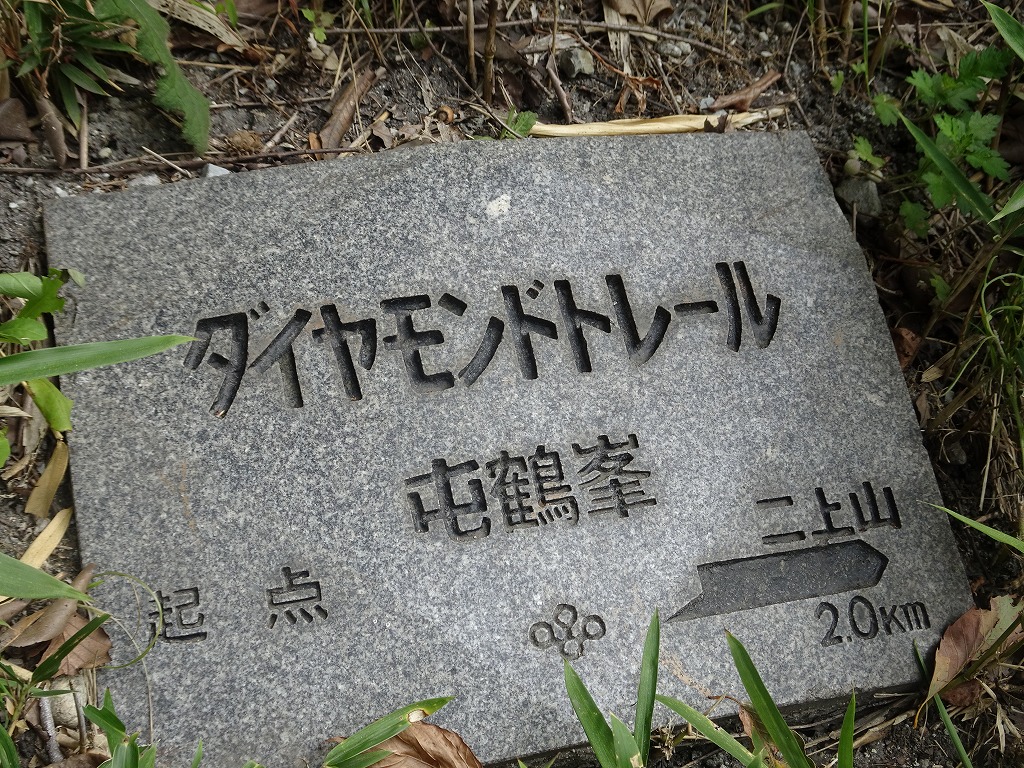 ダイヤモンドトレール
屯鶴峯
二上山
起点
2.0Km